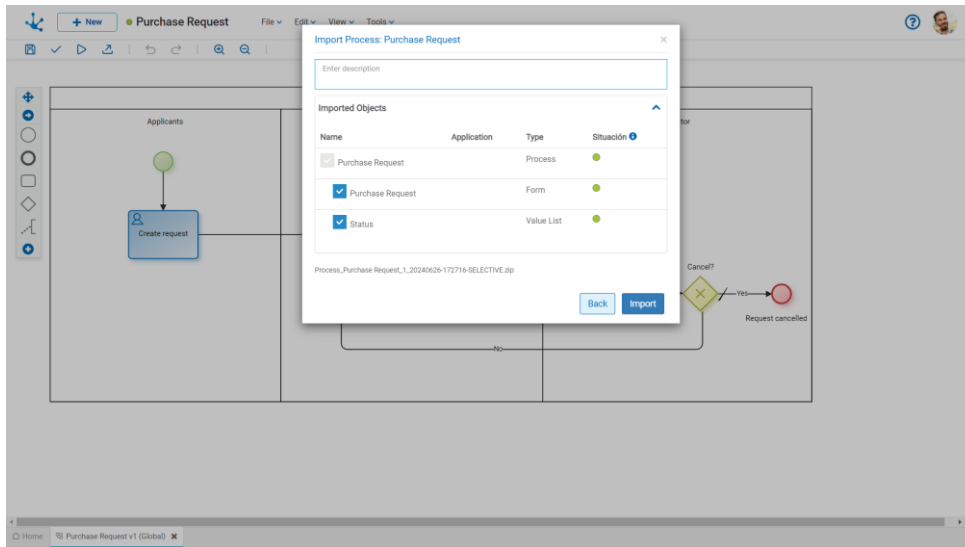 + New
Purchase Request
File Edit View Tools
Import Process: Purchase Request
Enter description
Imported Objects
Name Application Type Situación
Purchase Request Process
Purchase Request Form
Status Value List
Process_Purchase Request_1_20240626-172716-SELECTIVE.zip
Back Import
Applicants
tor
Create request
Cancel?
Yes
Request cancelled
No
Home
Purchase Request v1 (Global)